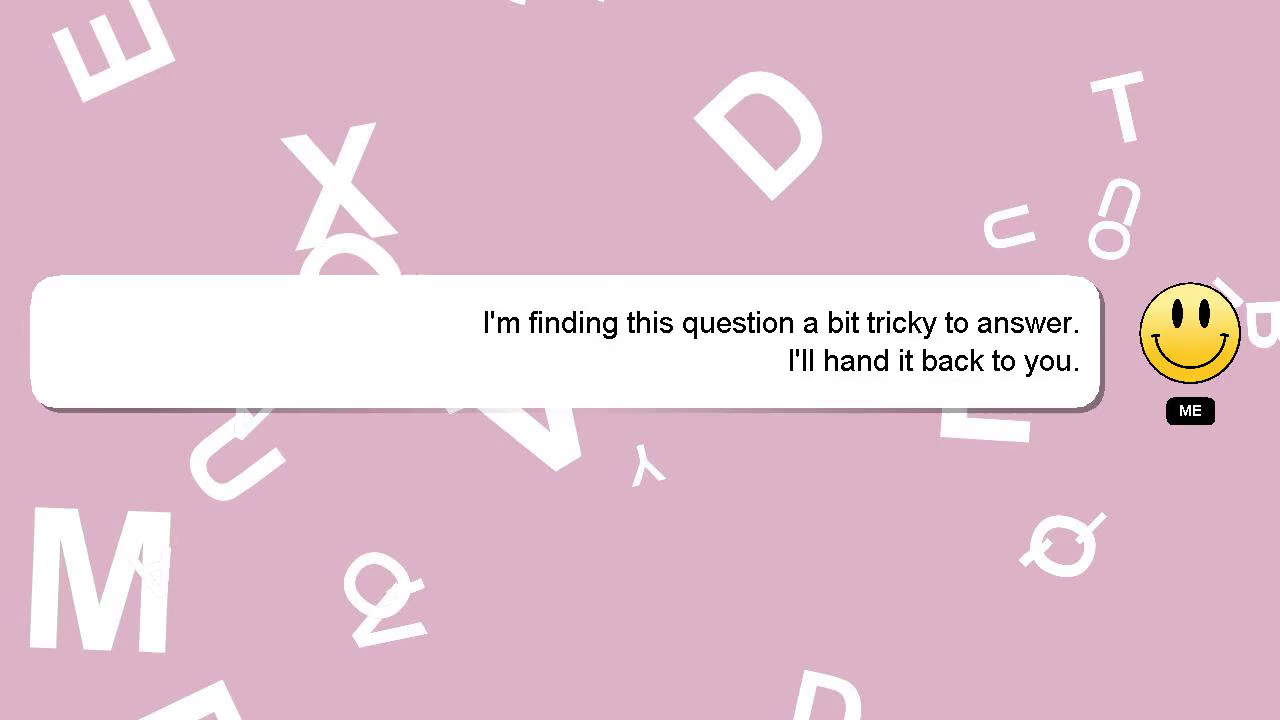 I'm finding this question a bit tricky to answer.
I'll hand it back to you.
ME
E
X
D
T
U
U
O
Y
M
Q
D